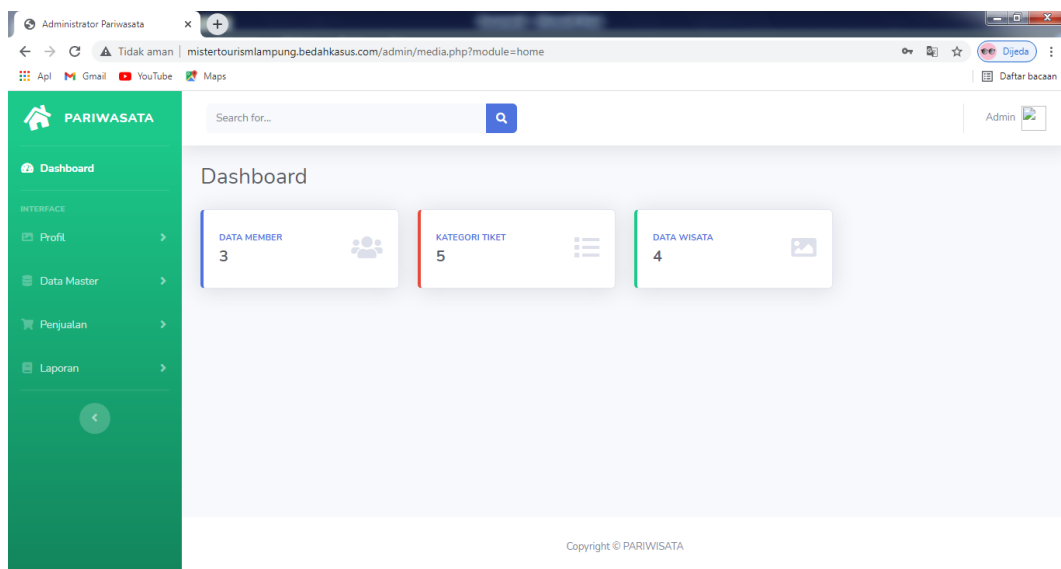 Administrator Pariwasata
Tidak aman | mistertourismlampung.bedahkasus.com/admin/media.php?module=home
Dijeda
Apl Gmail YouTube Maps Daftar bacaan
PARIWASATA
Search for...
Admin
Dashboard
Dashboard
INTERFACE
Profil
Data Master
Penjualan
Laporan
DATA MEMBER
3
KATEGORI TIKET
5
DATA WISATA
4
Copyright © PARIWISATA